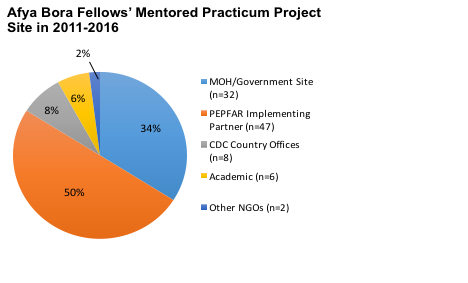 Afya Bora Fellows’ Mentored Practicum Project
Site in 2011-2016
2%
6%
8%
34%
50%
MOH/Government Site
(n=32)
PEPFAR Implementing
Partner (n=47)
CDC Country Offices
(n=8)
Academic (n=6)
Other NGOs (n=2)